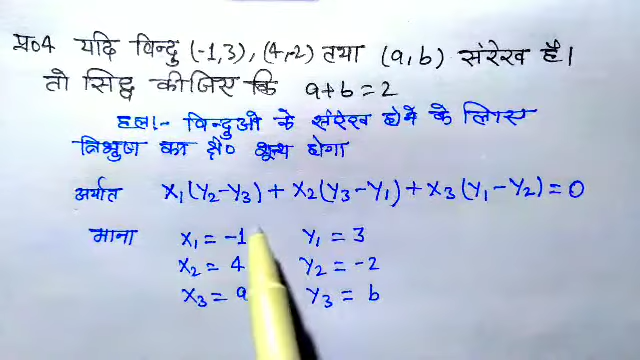 प्र०4 यदि विन्दु (-1,3), (4,-2) तथा (a,b) संरेख है।
तो सिद्ध कीजिए कि a+b=2
हल:- विन्दुओ के संरेख होने के लिए
त्रिभुज का क्षे० शून्य होगा
अर्थात x₁(y₂-y₃)+x₂(y₃-y₁)+x₃(y₁-y₂)=0
माना x₁=-1 y₁=3
x₂=4 y₂=-2
x₃=a y₃=b